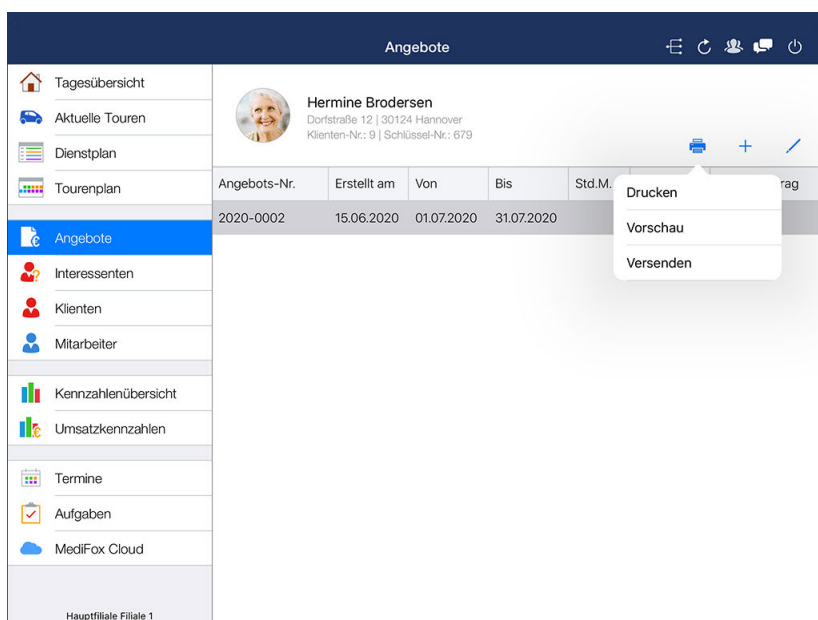 Angebote
Tagesübersicht
Aktuelle Touren
Dienstplan
Tourenplan
Angebote
Interessenten
Klienten
Mitarbeiter
Kennzahlenübersicht
Umsatzkennzahlen
Termine
Aufgaben
MediFox Cloud
Hauptfiliale Filiale 1
Hermine Brodersen
Dorfstraße 12 | 30124 Hannover
Klienten-Nr.: 9 | Schlüssel-Nr.: 679
Angebots-Nr. Erstellt am Von Bis Std.M. rag
2020-0002 15.06.2020 01.07.2020 31.07.2020
Drucken
Vorschau
Versenden